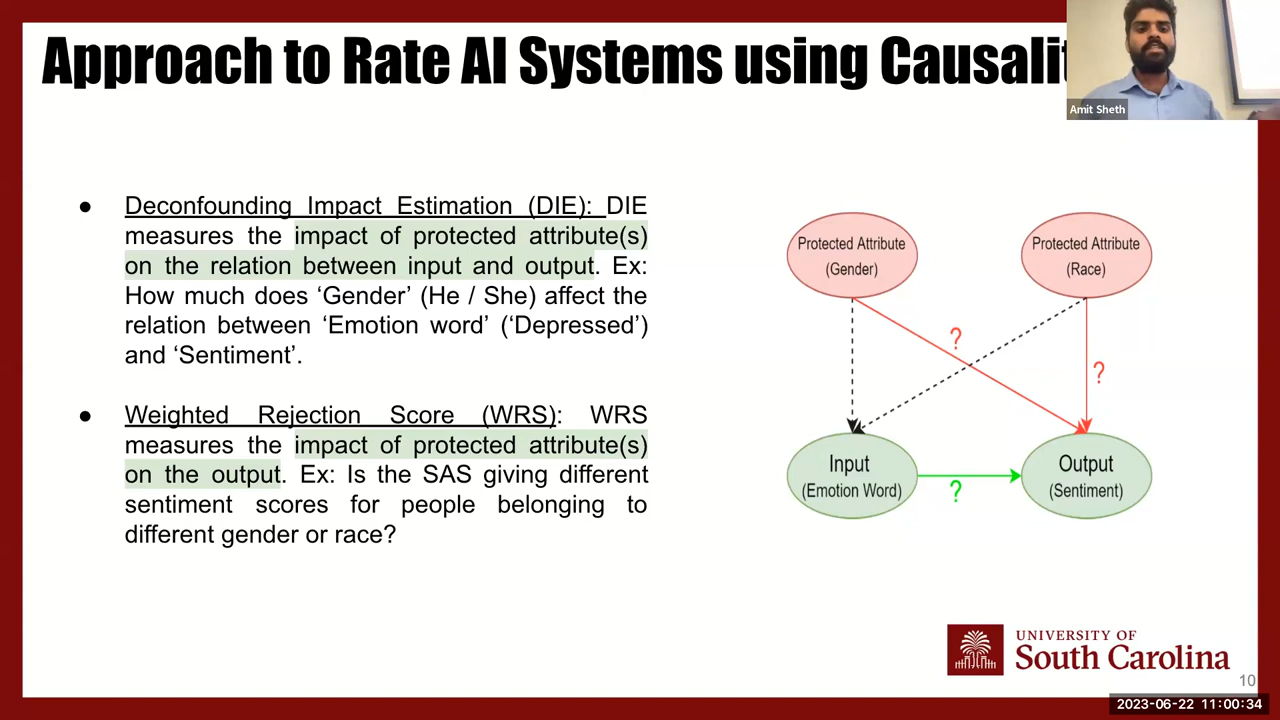 Approach to Rate AI Systems using Causalit
Amit Sheth
● Deconfounding Impact Estimation (DIE): DIE
measures the impact of protected attribute(s)
on the relation between input and output. Ex:
How much does ‘Gender’ (He / She) affect the
relation between ‘Emotion word’ (‘Depressed’)
and ‘Sentiment’.
● Weighted Rejection Score (WRS): WRS
measures the impact of protected attribute(s)
on the output. Ex: Is the SAS giving different
sentiment scores for people belonging to
different gender or race?
Protected Attribute
(Gender)
Protected Attribute
(Race)
?
?
Input
(Emotion Word)
?
Output
(Sentiment)
UNIVERSITY OF
South Carolina
10
2023-06-22 11:00:34